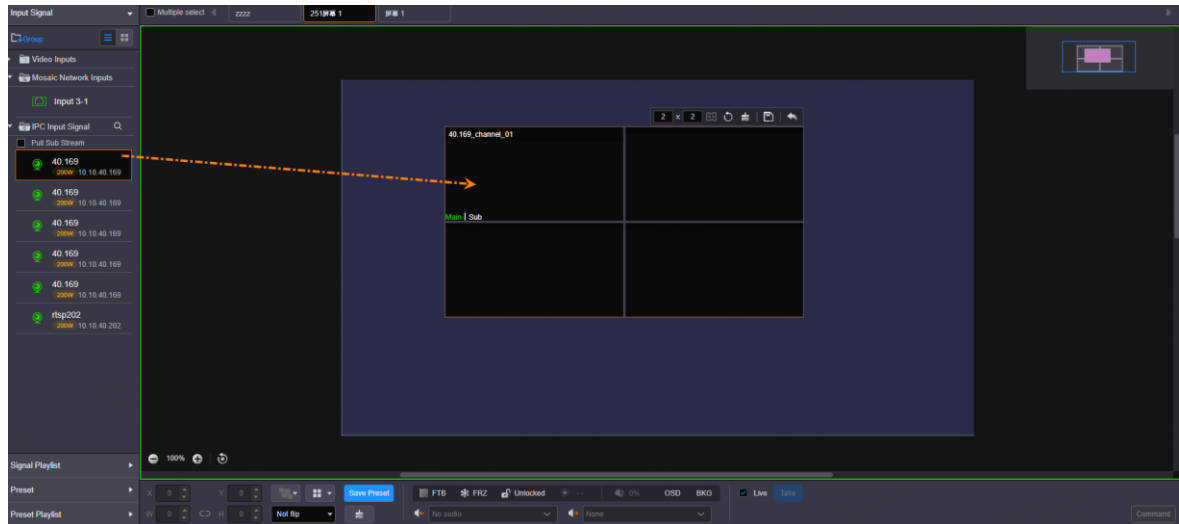 Input Signal
Multiple select
zzzz
251屏幕 1
屏幕 1
Group
Video Inputs
Mosaic Network Inputs
Input 3-1
IPC Input Signal
Pull Sub Stream
40.169
200W 10.10.40.169
40.169
200W 10.10.40.169
40.169
200W 10.10.40.169
40.169
200W 10.10.40.169
40.169
200W 10.10.40.169
rtsp202
200W 10.10.40.202
2 x 2
40.169_channel_01
Main | Sub
100%
Signal Playlist
Preset
Preset Playlist
X 0 Y 0
Save Preset
FTB FRZ Unlocked -- 0% OSD BKG
Live Take
W 0 H 0
Not flip
No audio
None
Command